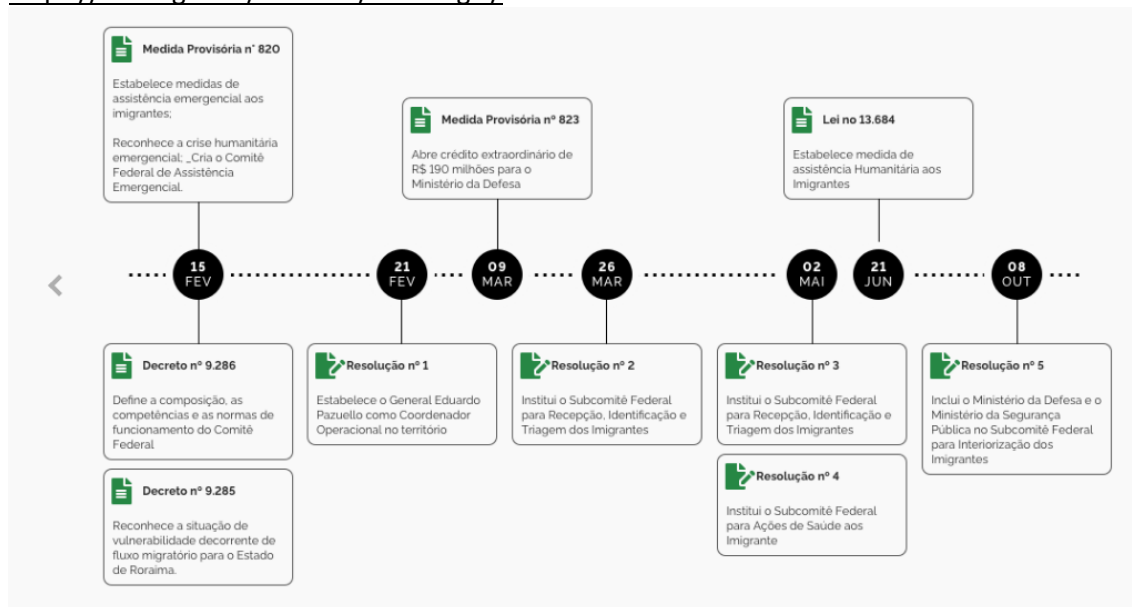 Medida Provisória n° 820
Estabelece medidas de
assistência emergencial aos
imigrantes;
Reconhece a crise humanitária
emergencial; _Cria o Comitê
Federal de Assistência
Emergencial.
Medida Provisória nº 823
Abre crédito extraordinário de
R$ 190 milhões para o
Ministério da Defesa
Lei no 13.684
Estabelece medida de
assistência Humanitária aos
Imigrantes
15
FEV
21
FEV
09
MAR
26
MAR
02
MAI
21
JUN
08
OUT
Decreto nº 9.286
Define a composição, as
competências e as normas de
funcionamento do Comitê
Federal
Decreto nº 9.285
Reconhece a situação de
vulnerabilidade decorrente de
fluxo migratório para o Estado
de Roraima.
Resolução nº 1
Estabelece o General Eduardo
Pazuello como Coordenador
Operacional no território
Resolução nº 2
Institui o Subcomitê Federal
para Recepção, Identificação e
Triagem dos Imigrantes
Resolução nº 3
Institui o Subcomitê Federal
para Recepção, Identificação e
Triagem dos Imigrantes
Resolução nº 4
Institui o Subcomitê Federal
para Ações de Saúde aos
Imigrante
Resolução nº 5
Inclui o Ministério da Defesa e o
Ministério da Segurança
Pública no Subcomitê Federal
para Interiorização dos
Imigrantes